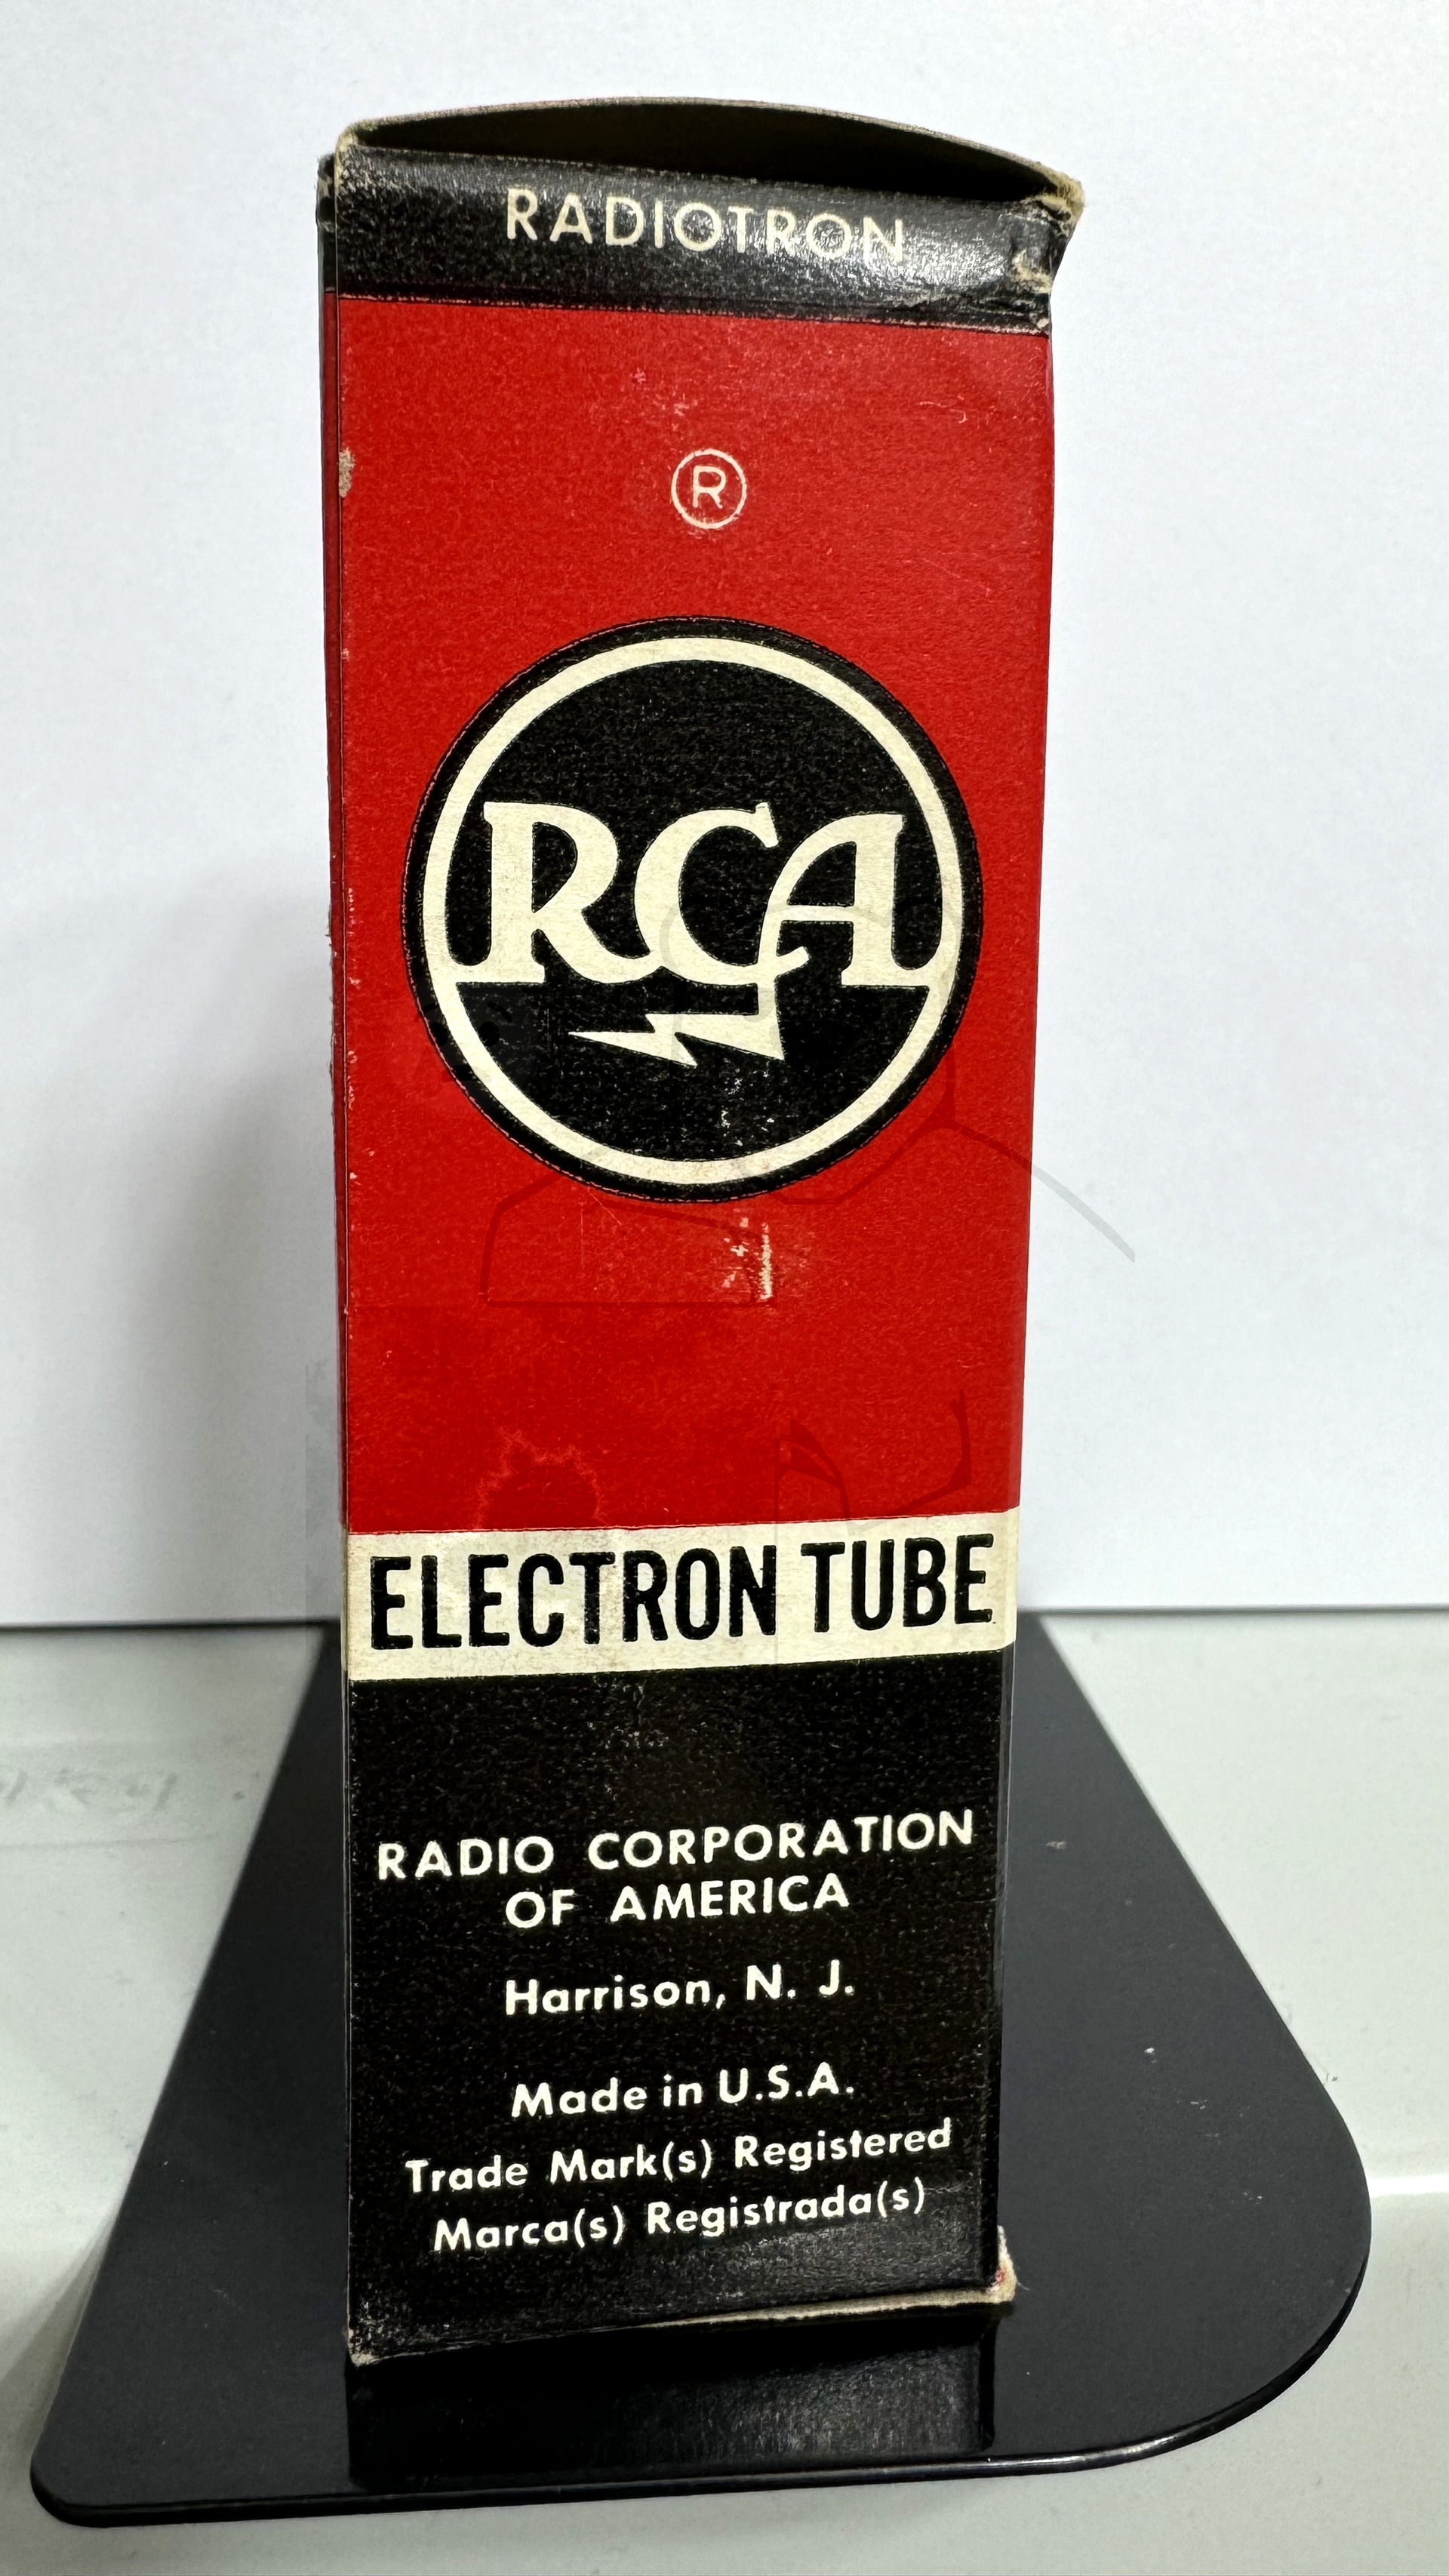 RADIOTRON
®
RCA
ELECTRON TUBE
RADIO CORPORATION
OF AMERICA
Harrison, N. J.
Made in U.S.A.
Trade Mark(s) Registered
Marca(s) Registrada(s)